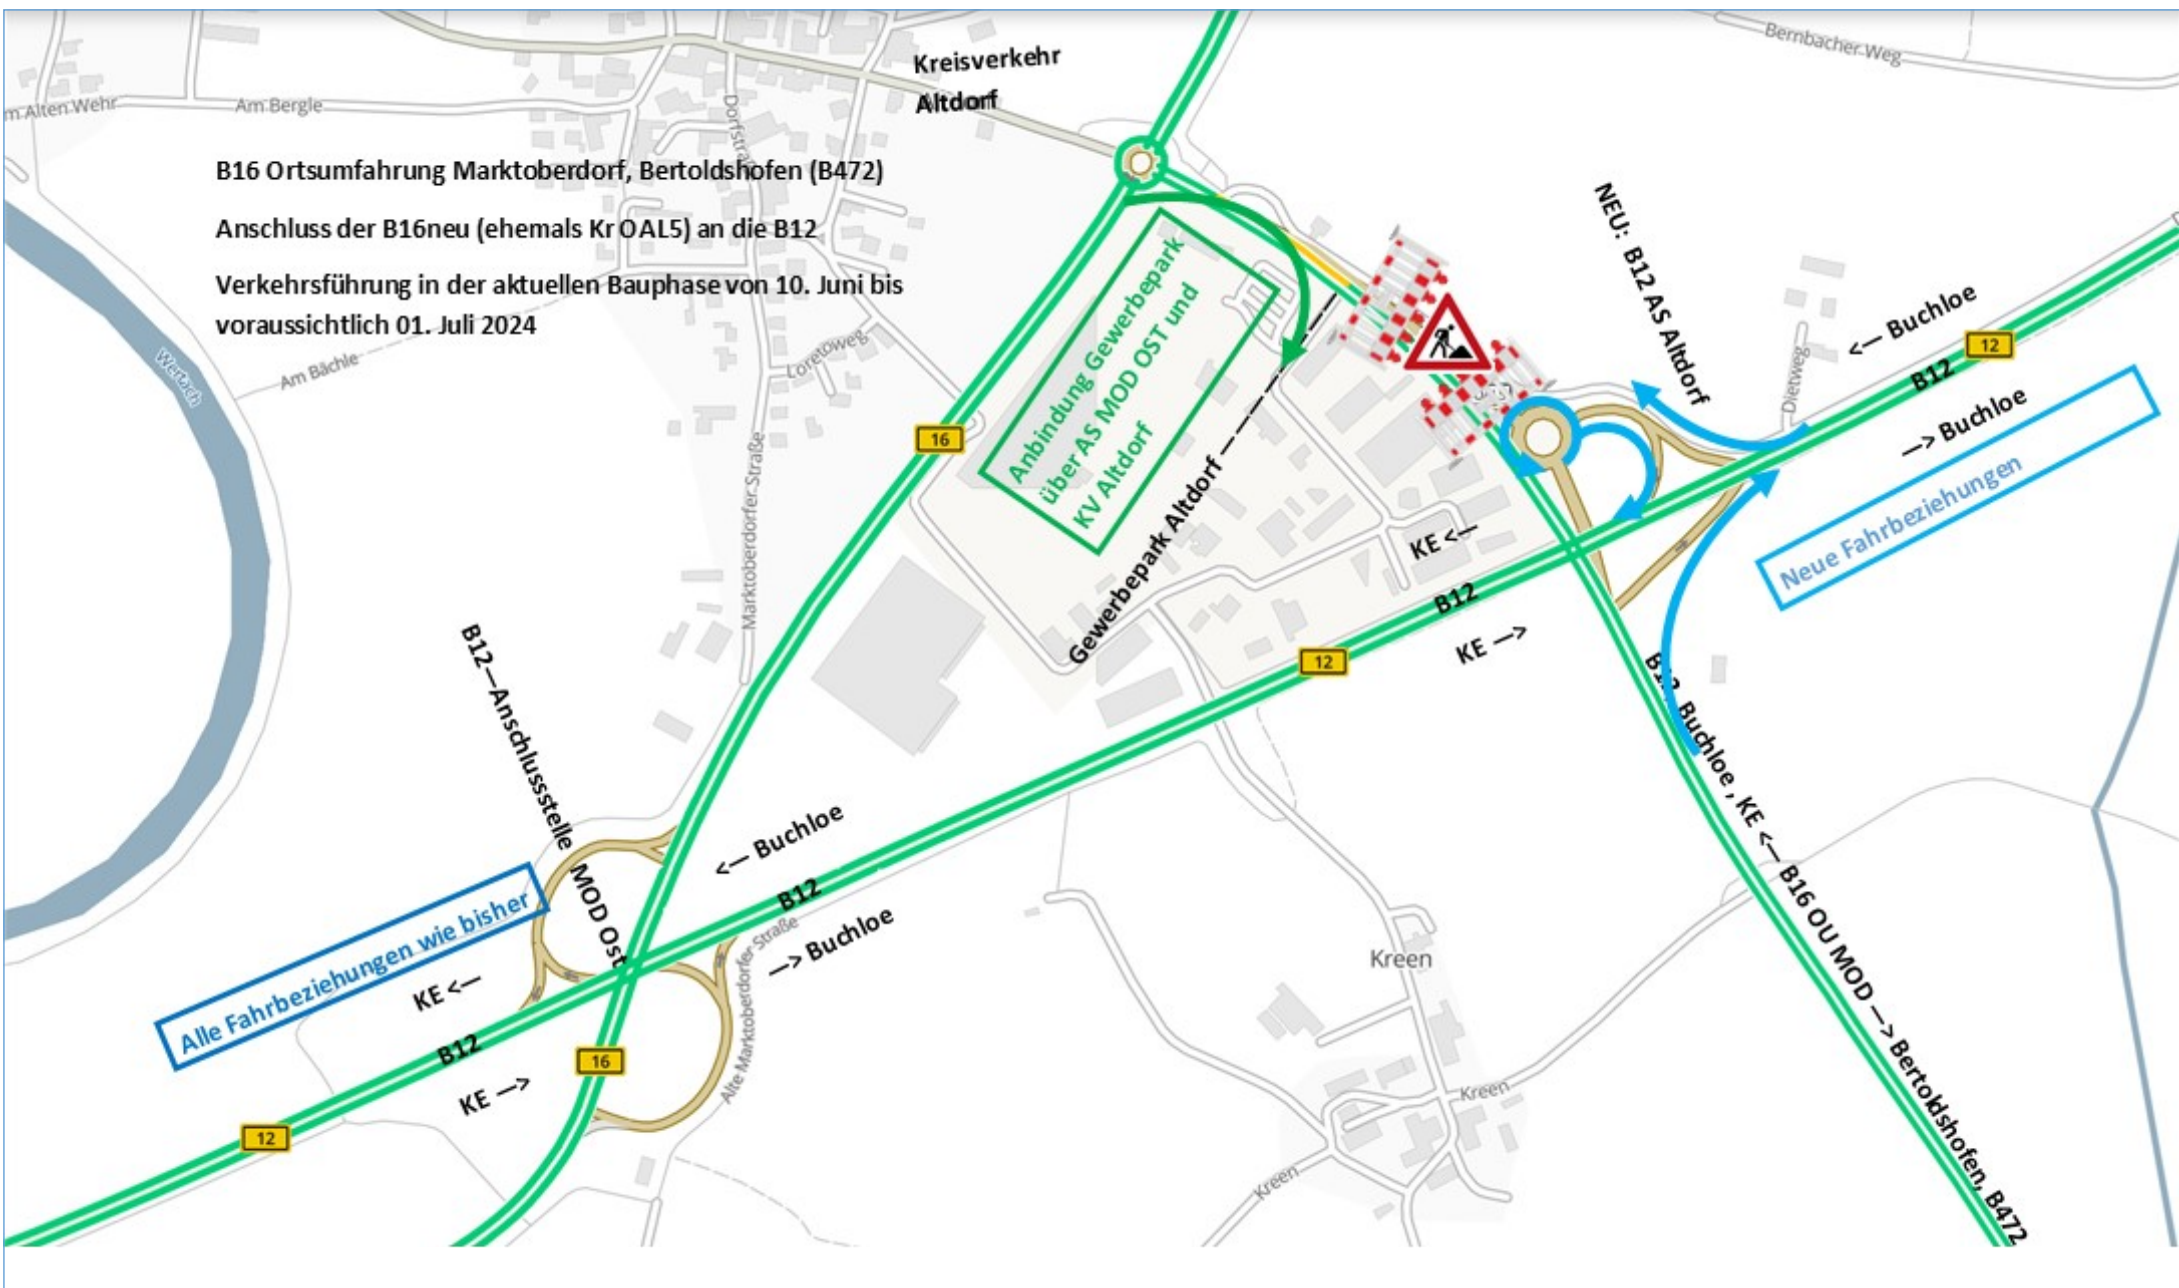 Kreisverkehr
Altdorf
Bernbacher Weg
m Alten Wehr
Am Bergle
Dorfstraß
B16 Ortsumfahrung Marktoberdorf, Bertoldshofen (B472)
Anschluss der B16neu (ehemals KrOAL5) an die B12
Verkehrsführung in der aktuellen Bauphase von 10. Juni bis
voraussichtlich 01. Juli 2024
Wertach
Am Bächle
Loretoweg
Marktoberdorfer Straße
16
Anbindung Gewerbepark
über AS MOD OST und
KV Altdorf
Gewerbepark Altdorf
NEU: B12 AS Altdorf
Dietweg
<— Buchloe
12
B12
—> Buchloe
Neue Fahrbeziehungen
KE <—
B12
12
KE —>
B12, Buchloe , KE <— B16 OU MOD —> Bertoldshofen, B472
B12—Anschlussstelle MOD Ost
<— Buchloe
B12
—> Buchloe
Alle Fahrbeziehungen wie bisher
KE <—
B12
KE —>
16
12
Alte Marktoberdorfer Straße
Kreen
Kreen
Kreen